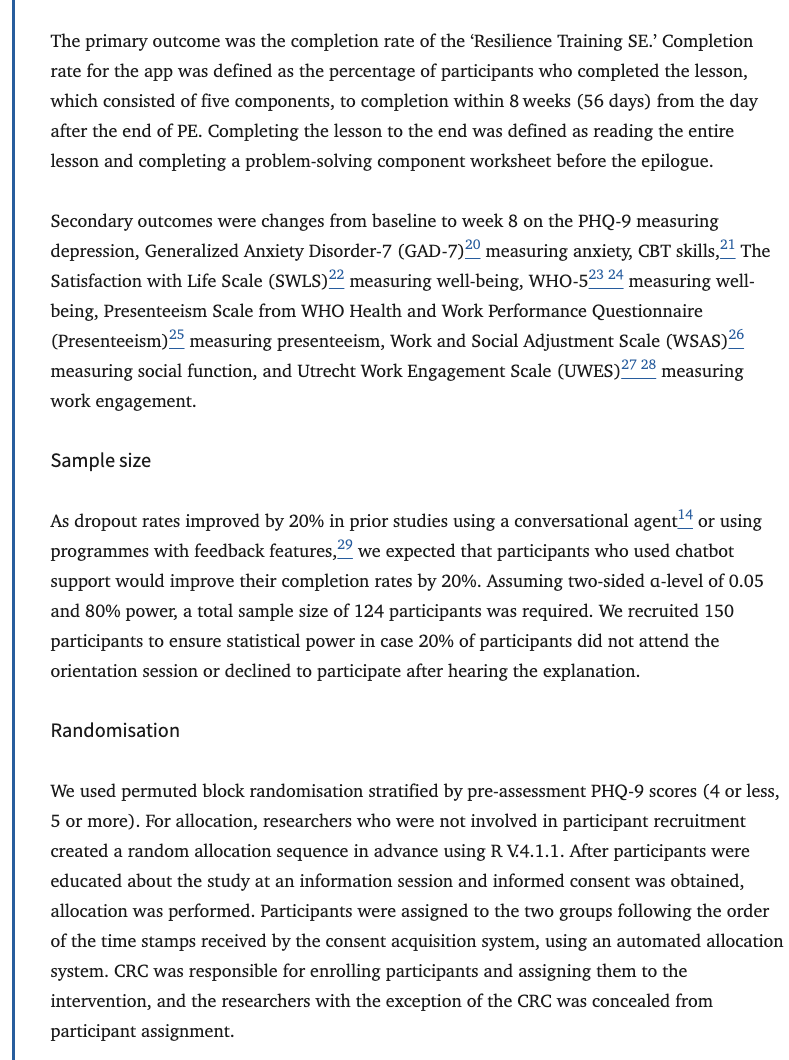 The primary outcome was the completion rate of the ‘Resilience Training SE.’ Completion
rate for the app was defined as the percentage of participants who completed the lesson,
which consisted of five components, to completion within 8 weeks (56 days) from the day
after the end of PE. Completing the lesson to the end was defined as reading the entire
lesson and completing a problem-solving component worksheet before the epilogue.
Secondary outcomes were changes from baseline to week 8 on the PHQ-9 measuring
depression, Generalized Anxiety Disorder-7 (GAD-7)20 measuring anxiety, CBT skills,21 The
Satisfaction with Life Scale (SWLS)22 measuring well-being, WHO-523 24 measuring well-
being, Presenteeism Scale from WHO Health and Work Performance Questionnaire
(Presenteeism)25 measuring presenteeism, Work and Social Adjustment Scale (WSAS)26
measuring social function, and Utrecht Work Engagement Scale (UWES)27 28 measuring
work engagement.
Sample size
As dropout rates improved by 20% in prior studies using a conversational agent14 or using
programmes with feedback features,29 we expected that participants who used chatbot
support would improve their completion rates by 20%. Assuming two-sided α-level of 0.05
and 80% power, a total sample size of 124 participants was required. We recruited 150
participants to ensure statistical power in case 20% of participants did not attend the
orientation session or declined to participate after hearing the explanation.
Randomisation
We used permuted block randomisation stratified by pre-assessment PHQ-9 scores (4 or less,
5 or more). For allocation, researchers who were not involved in participant recruitment
created a random allocation sequence in advance using R V.4.1.1. After participants were
educated about the study at an information session and informed consent was obtained,
allocation was performed. Participants were assigned to the two groups following the order
of the time stamps received by the consent acquisition system, using an automated allocation
system. CRC was responsible for enrolling participants and assigning them to the
intervention, and the researchers with the exception of the CRC was concealed from
participant assignment.